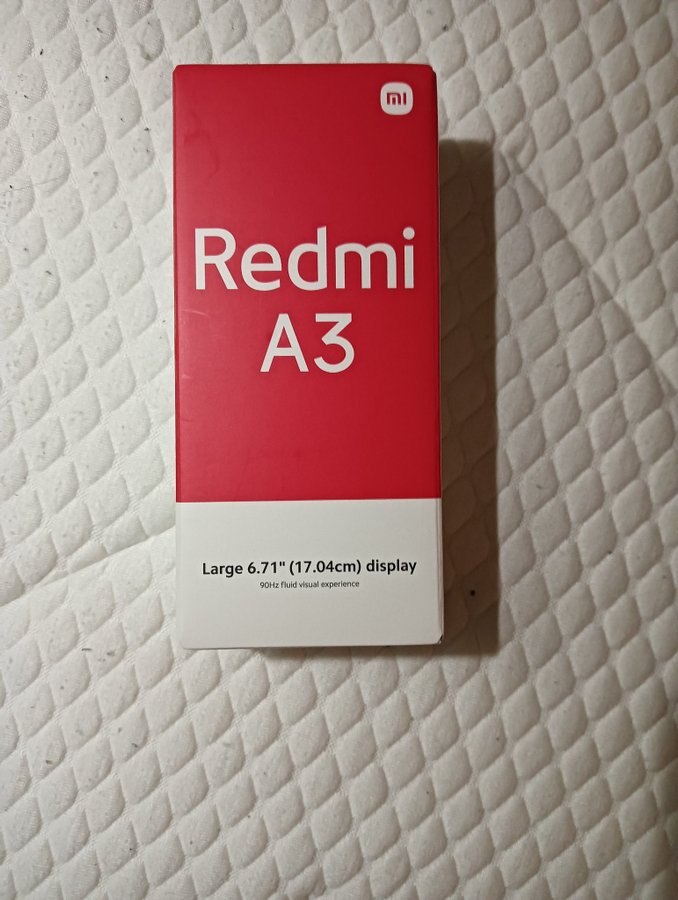 mi
Redmi
A3
Large 6.71" (17.04cm) display
90Hz fluid visual experience